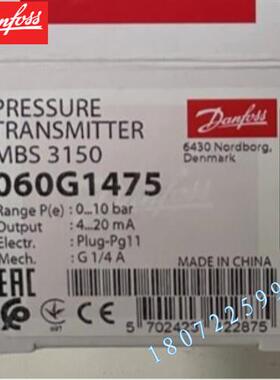 Danfoss
PRESSURE
TRANSMITTER
MBS 3150
060G1475
Danfoss
6430 Nordborg,
Denmark
Range P(e) : 0...10 bar
Output : 4...20 mA
Electr. : Plug-Pg11
Mech. : G 1/4 A
EAC
MADE IN CHINA